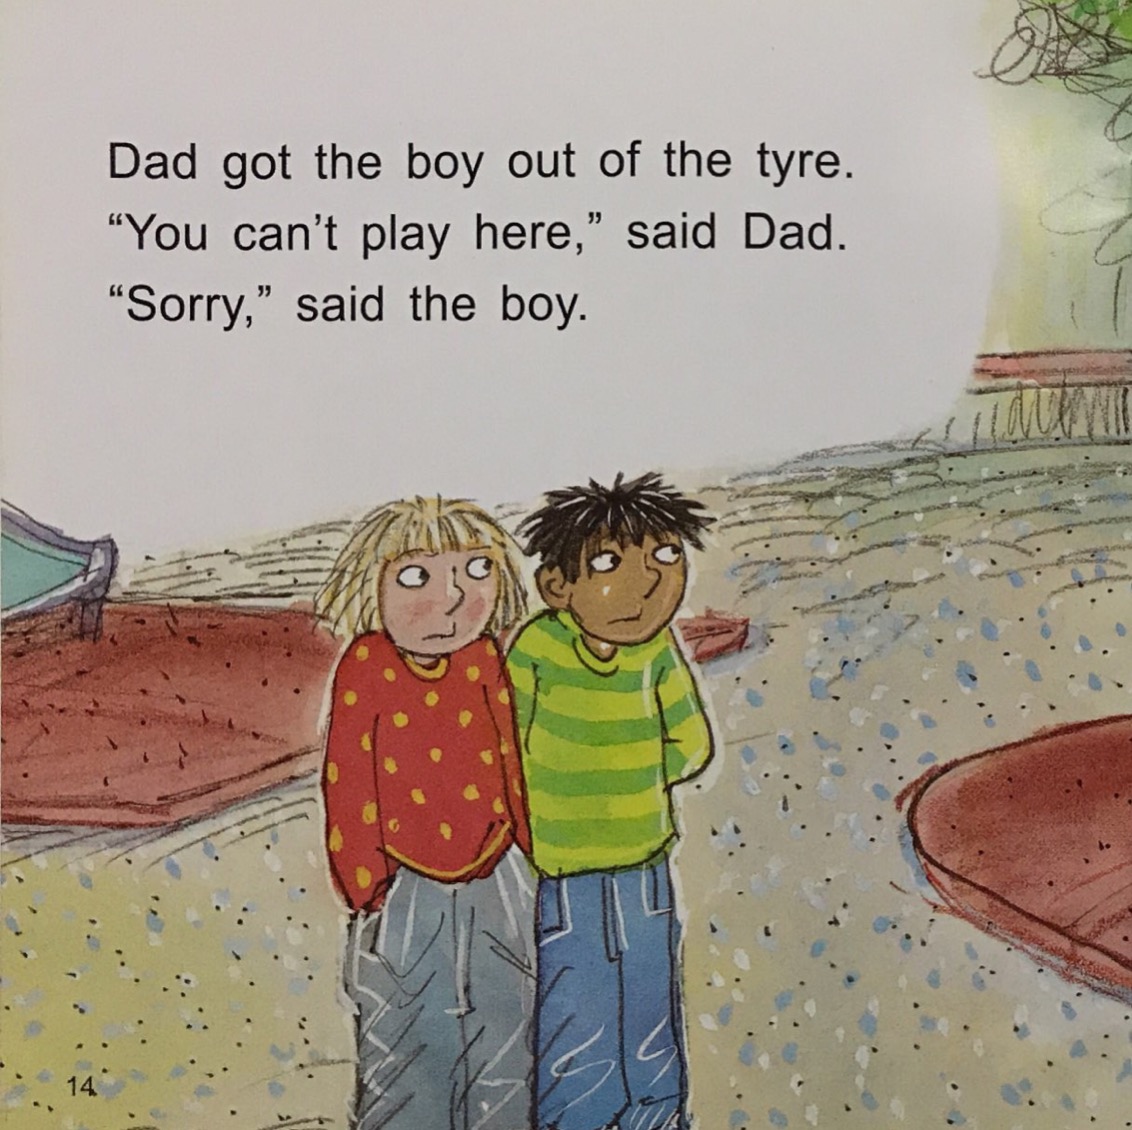 Dad got the boy out of the tyre.
“You can’t play here,” said Dad.
“Sorry,” said the boy.
14